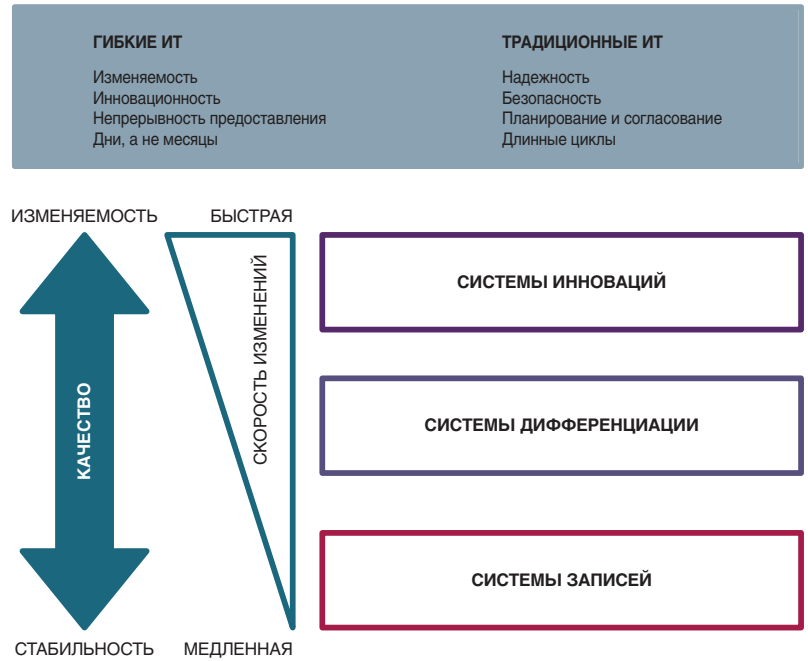 ГИБКИЕ ИТ
Изменяемость
Инновационность
Непрерывность предоставления
Дни, а не месяцы
ТРАДИЦИОННЫЕ ИТ
Надежность
Безопасность
Планирование и согласование
Длинные циклы
ИЗМЕНЯЕМОСТЬ
БЫСТРАЯ
КАЧЕСТВО
СКОРОСТЬ ИЗМЕНЕНИЙ
СИСТЕМЫ ИННОВАЦИЙ
СИСТЕМЫ ДИФФЕРЕНЦИАЦИИ
СИСТЕМЫ ЗАПИСЕЙ
СТАБИЛЬНОСТЬ
МЕДЛЕННАЯ